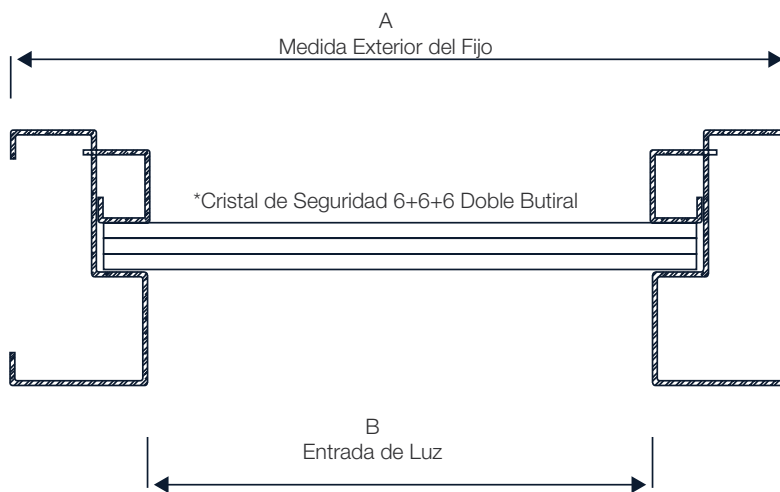 A
Medida Exterior del Fijo
*Cristal de Seguridad 6+6+6 Doble Butiral
B
Entrada de Luz